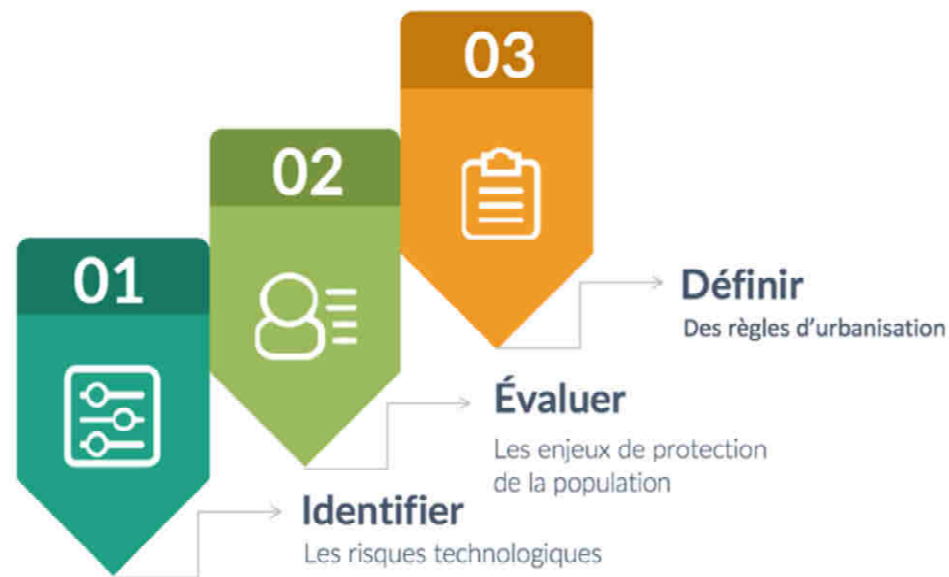 01
Identifier
Les risques technologiques
02
Évaluer
Les enjeux de protection
de la population
03
Définir
Des règles d'urbanisation